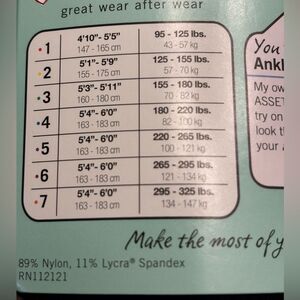 great wear after wear
1 4'10"- 5'5" 95 - 125 lbs.
147 - 165 cm 43 - 57 kg
2 5'1"- 5'9" 125 - 155 lbs.
155 - 175 cm 57 - 70 kg
3 5'3"- 5'11" 155 - 180 lbs.
160 - 180 cm 70 - 82 kg
4 5'4"- 6'0" 180 - 220 lbs.
163 - 183 cm 82 - 100 kg
5 5'4"- 6'0" 220 - 265 lbs.
163 - 183 cm 100 - 121 kg
6 5'4"- 6'0" 265 - 295 lbs.
163 - 183 cm 121 - 134 kg
7 5'4"- 6'0" 295 - 325 lbs.
163 - 183 cm 134 - 147 kg
You
Ankl
My ow
ASSET
try on
look t
your
Make the most of y
89% Nylon, 11% Lycra® Spandex
RN112121